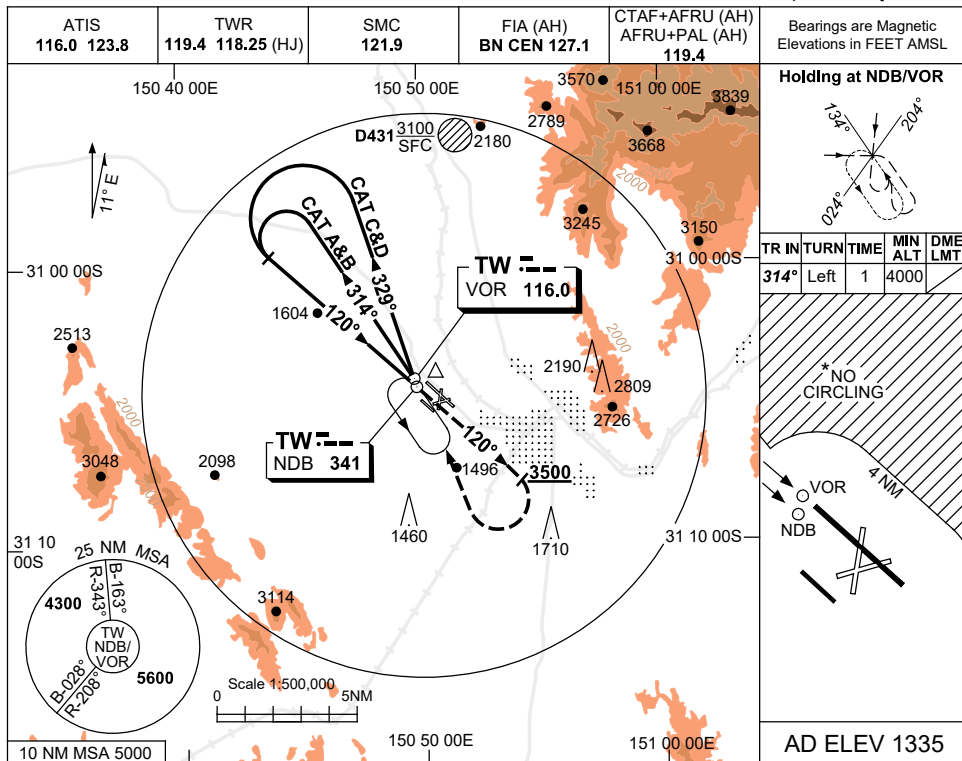 ATIS
116.0 123.8
TWR
119.4 118.25 (HJ)
SMC
121.9
FIA (AH)
BN CEN 127.1
CTAF+AFRU (AH)
AFRU+PAL (AH)
119.4
Bearings are Magnetic
Elevations in FEET AMSL
150 40 00E
150 50 00E
151 00 00E
3570
3839
2789
3668
D431 3100
SFC
2180
2000
11° E
3245
3150
CAT C&D
CAT A&B
329°
314°
120°
31 00 00S
31 00 00S
TW
VOR 116.0
1604
2513
2000
2190
2809
2726
2000
TW
NDB 341
120°
3500
1496
3048
2098
1460
1710
31 10
00S
31 10 00S
25 NM MSA
R-343°
B-163°
4300
TW
NDB/
VOR
5600
B-028°
R-208°
3114
Scale 1:500,000
0
5NM
10 NM MSA 5000
150 50 00E
151 00 00E
Holding at NDB/VOR
134°
204°
024°
TR IN TURN TIME MIN ALT DME LMT
314° Left 1 4000
*NO
CIRCLING
4 NM
VOR
NDB
AD ELEV 1335